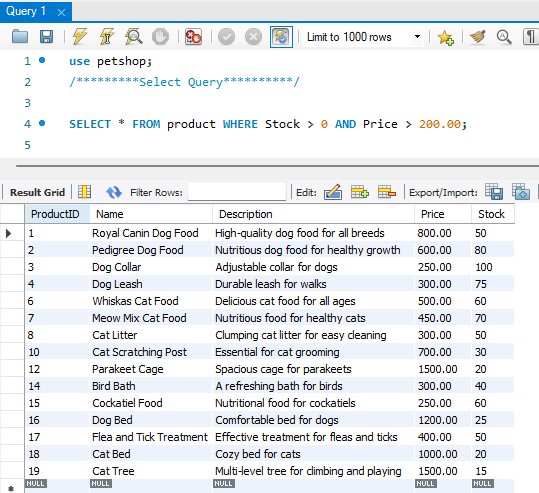 Query 1 ×
Limit to 1000 rows
1 use petshop;
2 /*********Select Query**********/
3
4 SELECT * FROM product WHERE Stock > 0 AND Price > 200.00;
5
Result Grid Filter Rows: Edit: Export/Import:
ProductID Name Description Price Stock
1 Royal Canin Dog Food High-quality dog food for all breeds 800.00 50
2 Pedigree Dog Food Nutritious dog food for healthy growth 600.00 80
3 Dog Collar Adjustable collar for dogs 250.00 100
4 Dog Leash Durable leash for walks 300.00 75
6 Whiskas Cat Food Delicious cat food for all ages 500.00 60
7 Meow Mix Cat Food Nutritious food for healthy cats 450.00 70
8 Cat Litter Clumping cat litter for easy cleaning 300.00 50
10 Cat Scratching Post Essential for cat grooming 700.00 30
12 Parakeet Cage Spacious cage for parakeets 1500.00 20
14 Bird Bath A refreshing bath for birds 300.00 40
15 Cockatiel Food Nutritional food for cockatiels 250.00 60
16 Dog Bed Comfortable bed for dogs 1200.00 25
17 Flea and Tick Treatment Effective treatment for fleas and ticks 400.00 50
18 Cat Bed Cozy bed for cats 1000.00 20
19 Cat Tree Multi-level tree for climbing and playing 1500.00 15
NULL NULL NULL NULL NULL